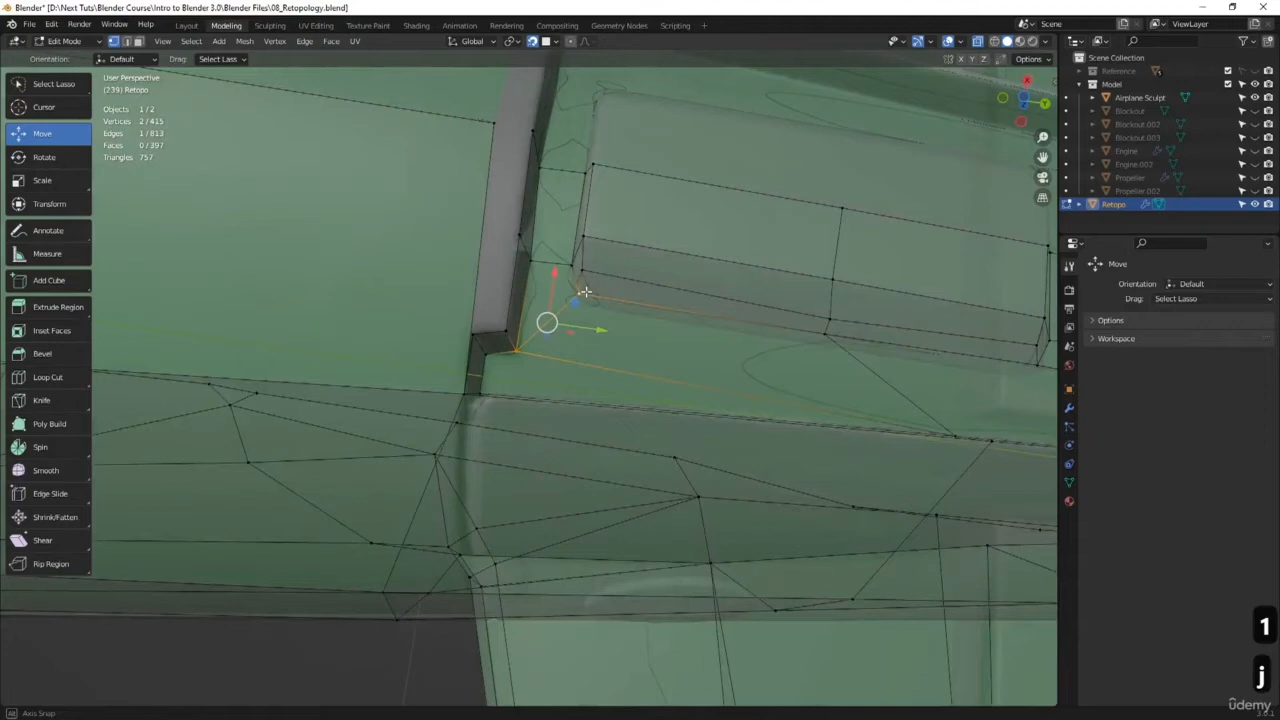 Blender* [D:\Next Tuts\Blender Course\Intro to Blender 3.0\Blender Files\08_Retopology.blend]
File Edit Render Window Help Layout Modeling Sculpting UV Editing Texture Paint Shading Animation Rendering Compositing Geometry Nodes Scripting + Scene ViewLayer
Edit Mode View Select Add Mesh Vertex Edge Face UV Global
Orientation: Default Drag: Select Lasso X Y Z Options
Select Lasso
Cursor
Move
Rotate
Scale
Transform
Annotate
Measure
Add Cube
Extrude Region
Inset Faces
Bevel
Loop Cut
Knife
Poly Build
Spin
Smooth
Edge Slide
Shrink/Fatten
Shear
Rip Region
User Perspective
(239) Retopo
Objects 1/2
Vertices 2/415
Edges 1/813
Faces 0/397
Triangles 757
X
Y
Z
Scene Collection
Reference
Model
Airplane Sculpt
Blockout
Blockout.002
Blockout.003
Engine
Engine.002
Propeller
Propeller.002
Retopo
Move
Orientation Default
Drag: Select Lasso
Options
Workspace
1
j
Axis Snap
ûdemy